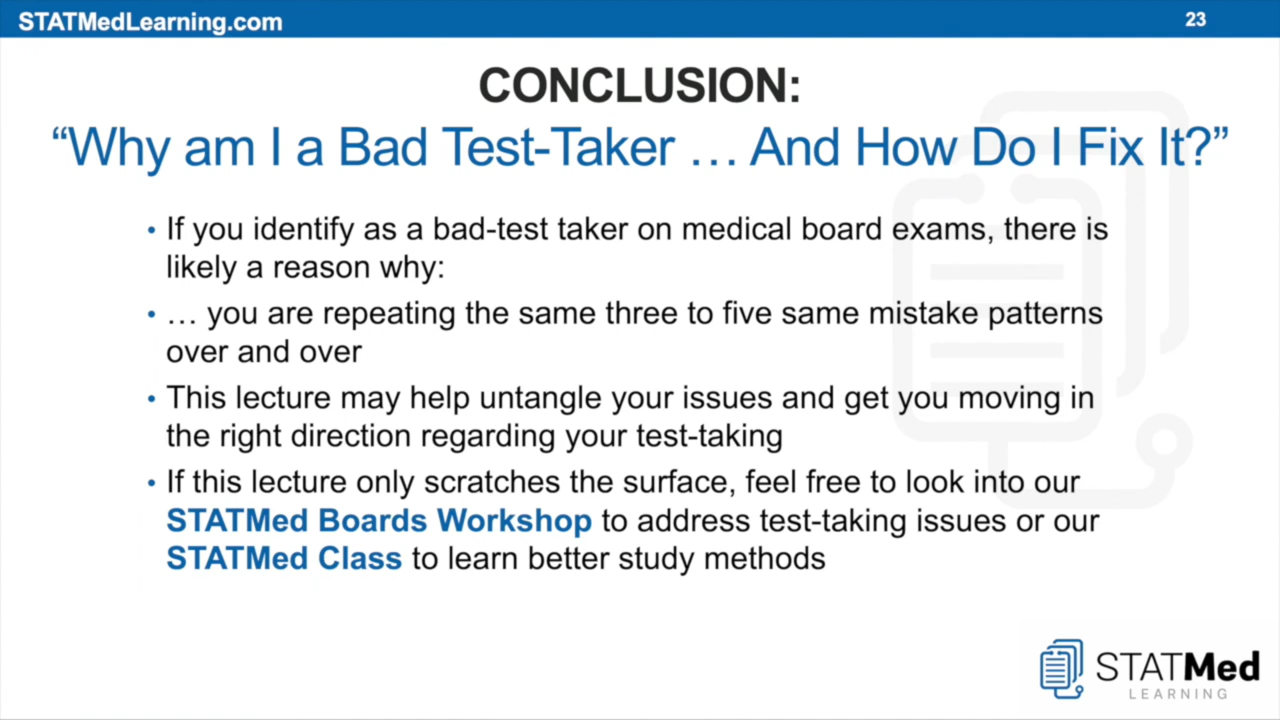 STATMedLearning.com
23
CONCLUSION:
“Why am I a Bad Test-Taker … And How Do I Fix It?”
• If you identify as a bad-test taker on medical board exams, there is
likely a reason why:
• … you are repeating the same three to five same mistake patterns
over and over
• This lecture may help untangle your issues and get you moving in
the right direction regarding your test-taking
• If this lecture only scratches the surface, feel free to look into our
STATMed Boards Workshop to address test-taking issues or our
STATMed Class to learn better study methods
STATMed
LEARNING